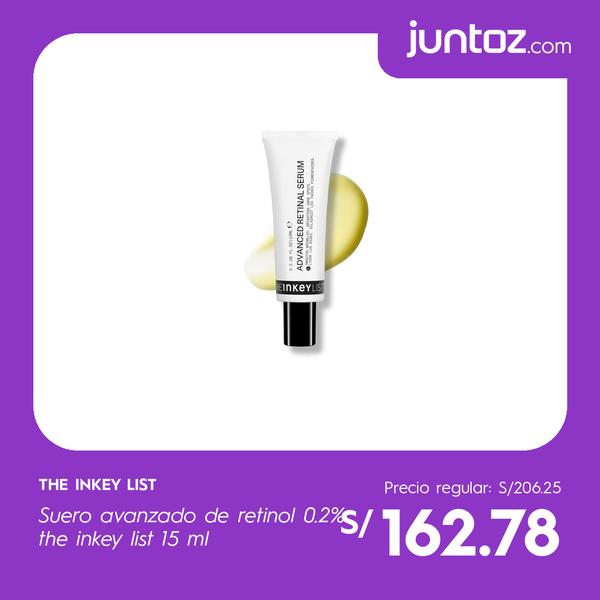 juntoz.com
ADVANCED RETINAL SERUM
THE INKEY LIST
THE INKEY LIST
Precio regular: S/206.25
Suero avanzado de retinol 0.2%
the inkey list 15 ml
S/162.78